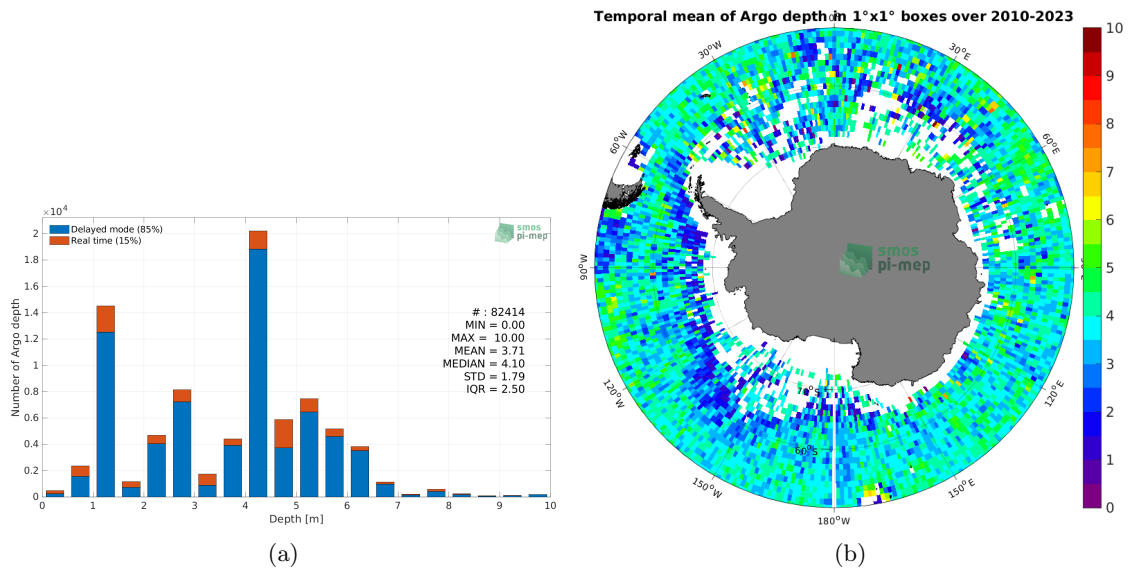 Temporal mean of Argo depth in 1°x1° boxes over 2010-2023
×10⁴
2
1.8
1.6
1.4
1.2
1
0.8
0.6
0.4
0.2
0
Number of Argo depth
Delayed mode (85%)
Real time (15%)
smos
pi-mep
# : 82414
MIN = 0.00
MAX = 10.00
MEAN = 3.71
MEDIAN = 4.10
STD = 1.79
IQR = 2.50
0 1 2 3 4 5 6 7 8 9 10
Depth [m]
(a)
30°W
30°E
60°W
60°E
90°W
smos
pi-mep
120°W
120°E
70°S
60°S
150°W
150°E
180°W
10
9
8
7
6
5
4
3
2
1
0
(b)